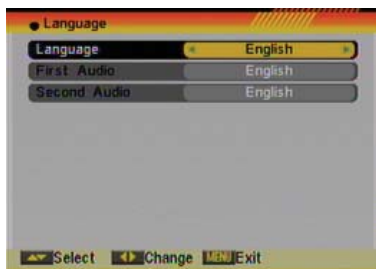 Language
Language English
First Audio English
Second Audio English
Select Change MENU Exit